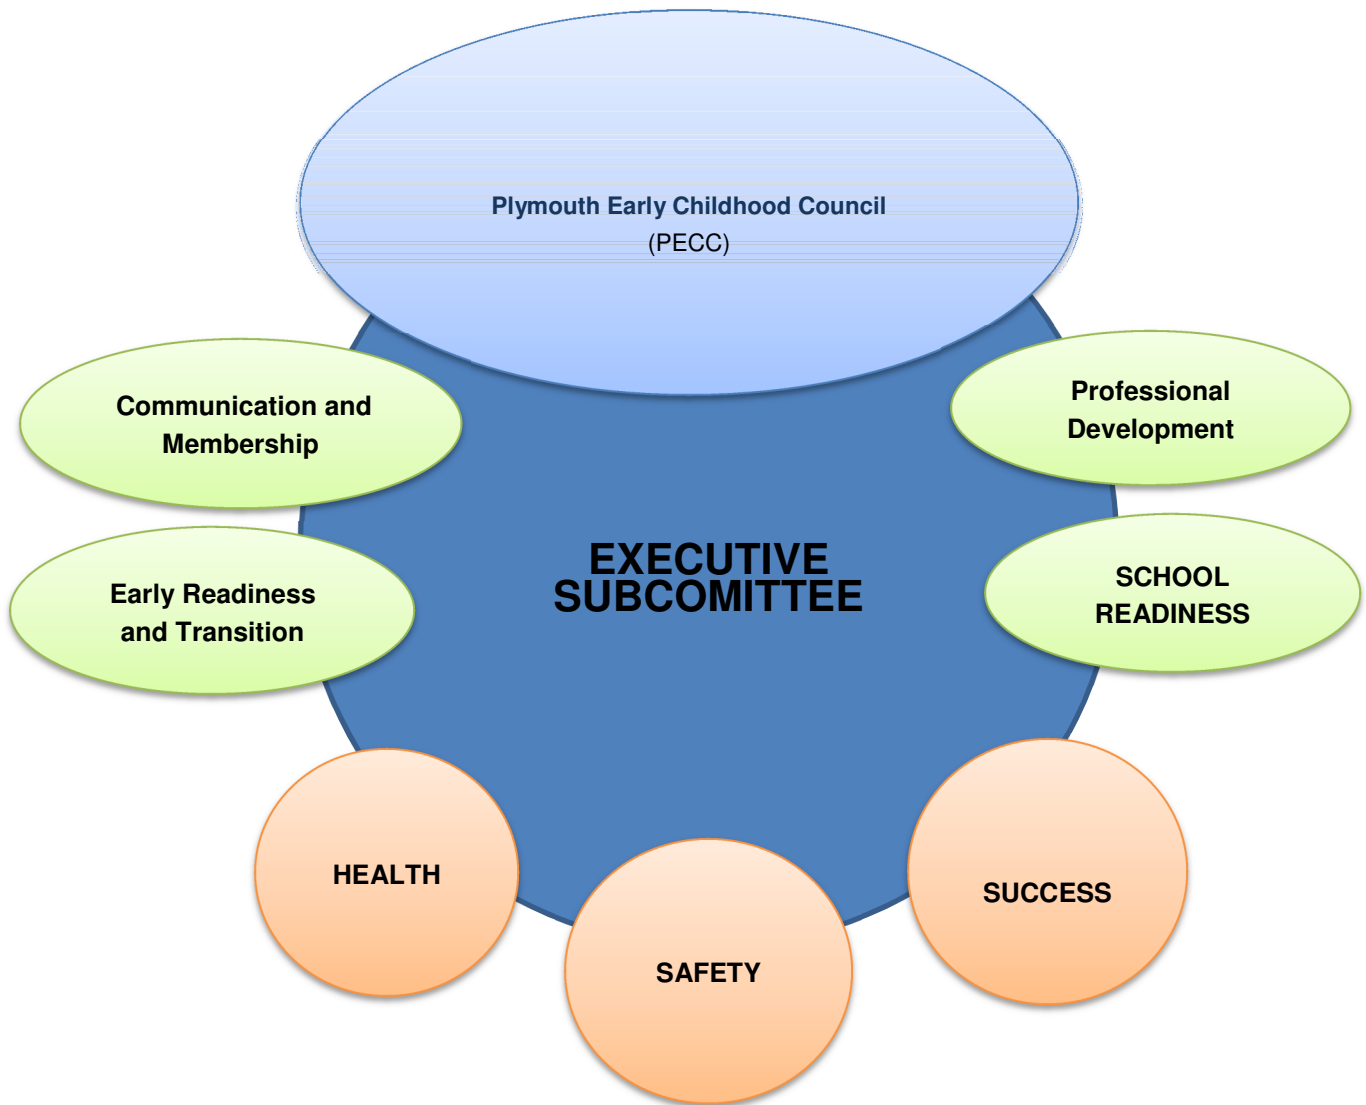 Plymouth Early Childhood Council
(PECC)
Communication and
Membership
Professional
Development
Early Readiness
and Transition
EXECUTIVE
SUBCOMITTEE
SCHOOL
READINESS
HEALTH
SAFETY
SUCCESS